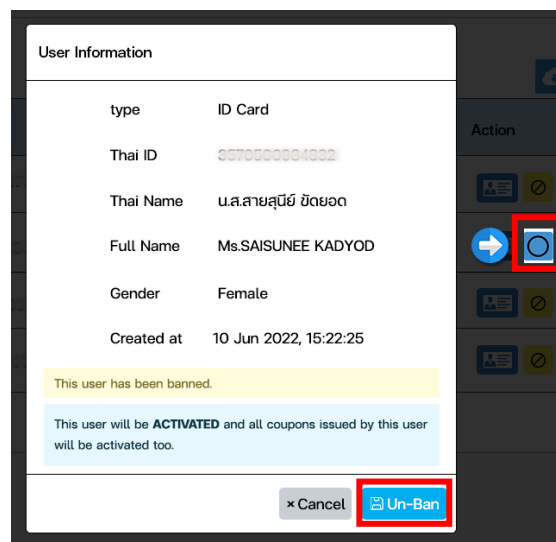 User Information
type ID Card
Action
Thai ID
Thai Name น.ส.สายสุนีย์ ขัดยอด
Full Name Ms.SAISUNEE KADYOD
Gender Female
Created at 10 Jun 2022, 15:22:25
This user has been banned.
This user will be ACTIVATED and all coupons issued by this user
will be activated too.
× Cancel Un-Ban